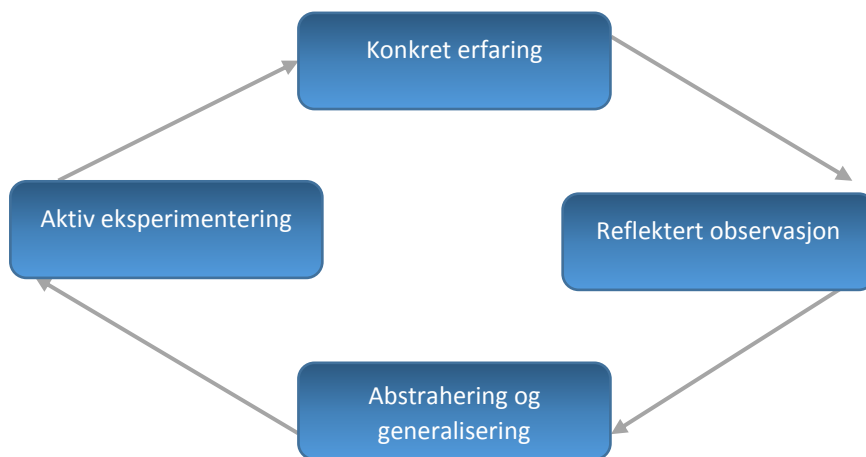 Konkret erfaring
Aktiv eksperimentering
Reflektert observasjon
Abstrahering og
generalisering